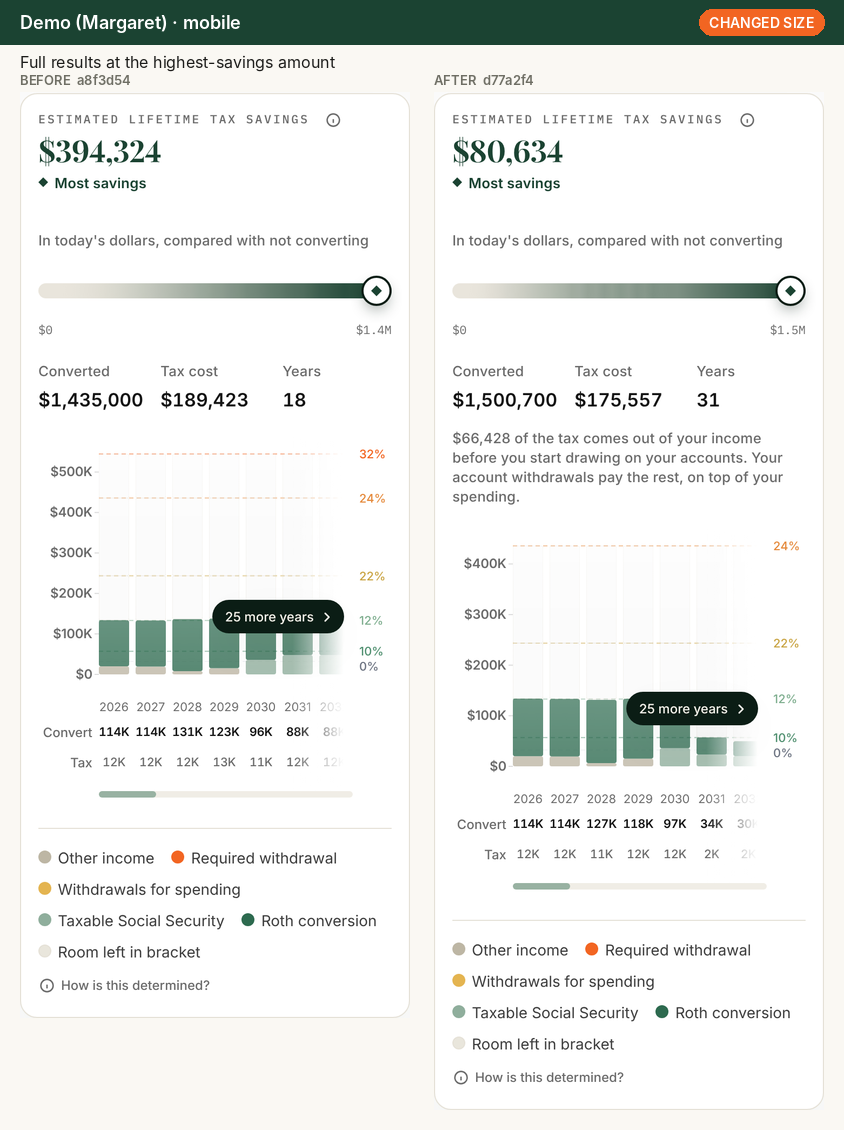 Demo (Margaret) · mobile
CHANGED SIZE
Full results at the highest-savings amount
BEFORE a8f3d54
ESTIMATED LIFETIME TAX SAVINGS
$394,324
Most savings
In today's dollars, compared with not converting
$0 $1.4M
Converted Tax cost Years
$1,435,000 $189,423 18
32%
$500K
24%
$400K
$300K
22%
$200K
25 more years
12%
$100K
10%
0%
$0
2026 2027 2028 2029 2030 2031
Convert 114K 114K 131K 123K 96K 88K 88K
Tax 12K 12K 12K 13K 11K 12K
Other income Required withdrawal
Withdrawals for spending
Taxable Social Security Roth conversion
Room left in bracket
How is this determined?
AFTER d77a2f4
ESTIMATED LIFETIME TAX SAVINGS
$80,634
Most savings
In today's dollars, compared with not converting
$0 $1.5M
Converted Tax cost Years
$1,500,700 $175,557 31
$66,428 of the tax comes out of your income
before you start drawing on your accounts. Your
account withdrawals pay the rest, on top of your
spending.
24%
$400K
$300K
22%
$200K
12%
25 more years
$100K
10%
0%
$0
2026 2027 2028 2029 2030 2031
Convert 114K 114K 127K 118K 97K 34K 30K
Tax 12K 12K 11K 12K 12K 2K 2K
Other income Required withdrawal
Withdrawals for spending
Taxable Social Security Roth conversion
Room left in bracket
How is this determined?